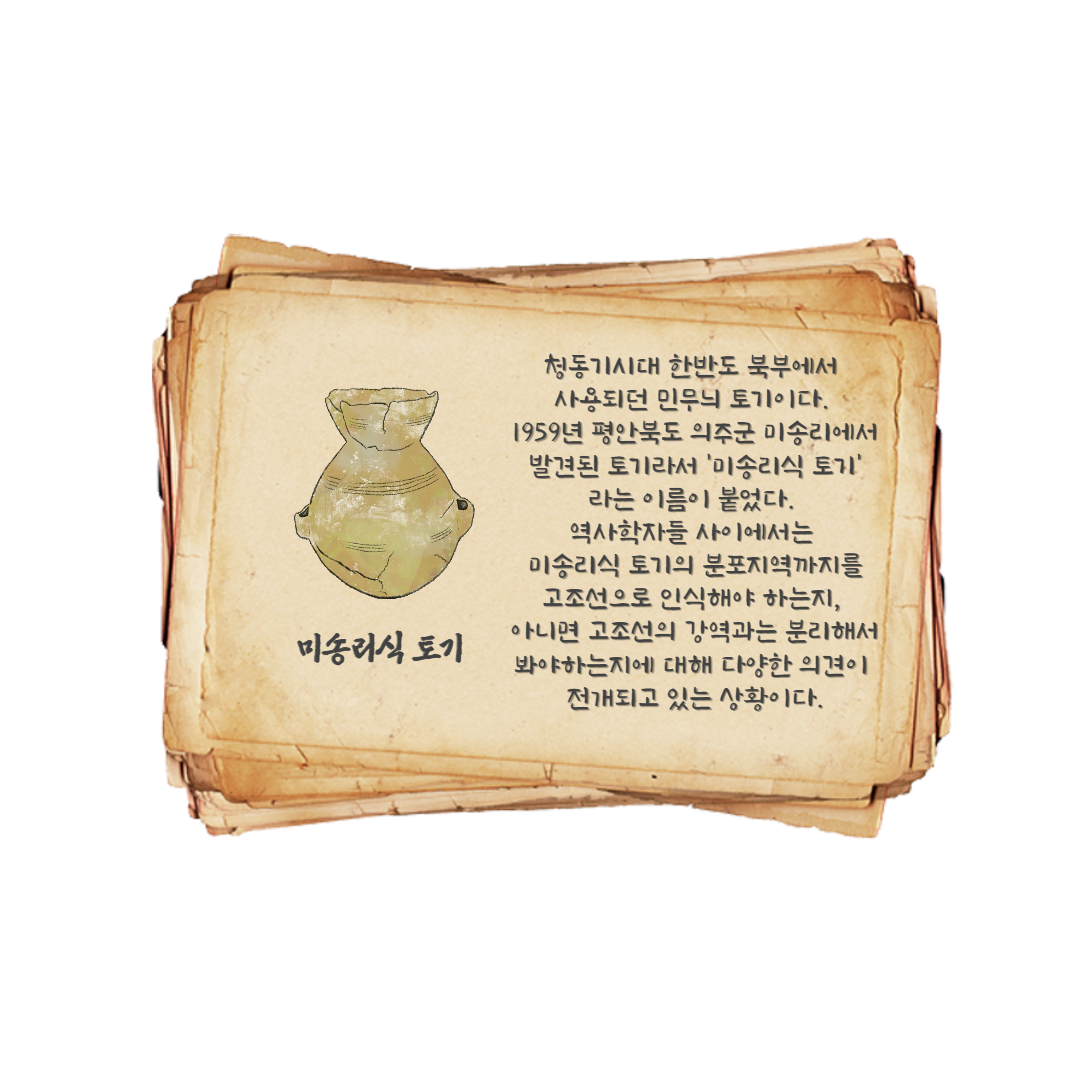 미송리식 토기
청동기시대 한반도 북부에서
사용되던 민무늬 토기이다.
1959년 평안북도 의주군 미송리에서
발견된 토기라서 '미송리식 토기'
라는 이름이 붙었다.
역사학자들 사이에서는
미송리식 토기의 분포지역까지를
고조선으로 인식해야 하는지,
아니면 고조선의 강역과는 분리해서
봐야하는지에 대해 다양한 의견이
전개되고 있는 상황이다.